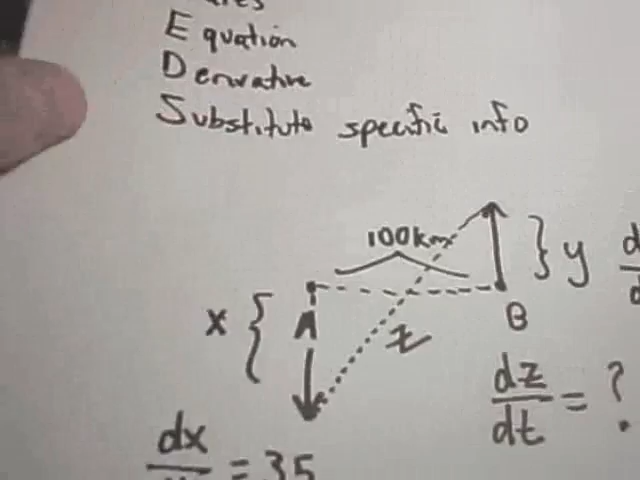 Equation
Derivative
Substitute specific info
100km
} y
x {
A
B
z
dz/dt = ?
dx
= 35